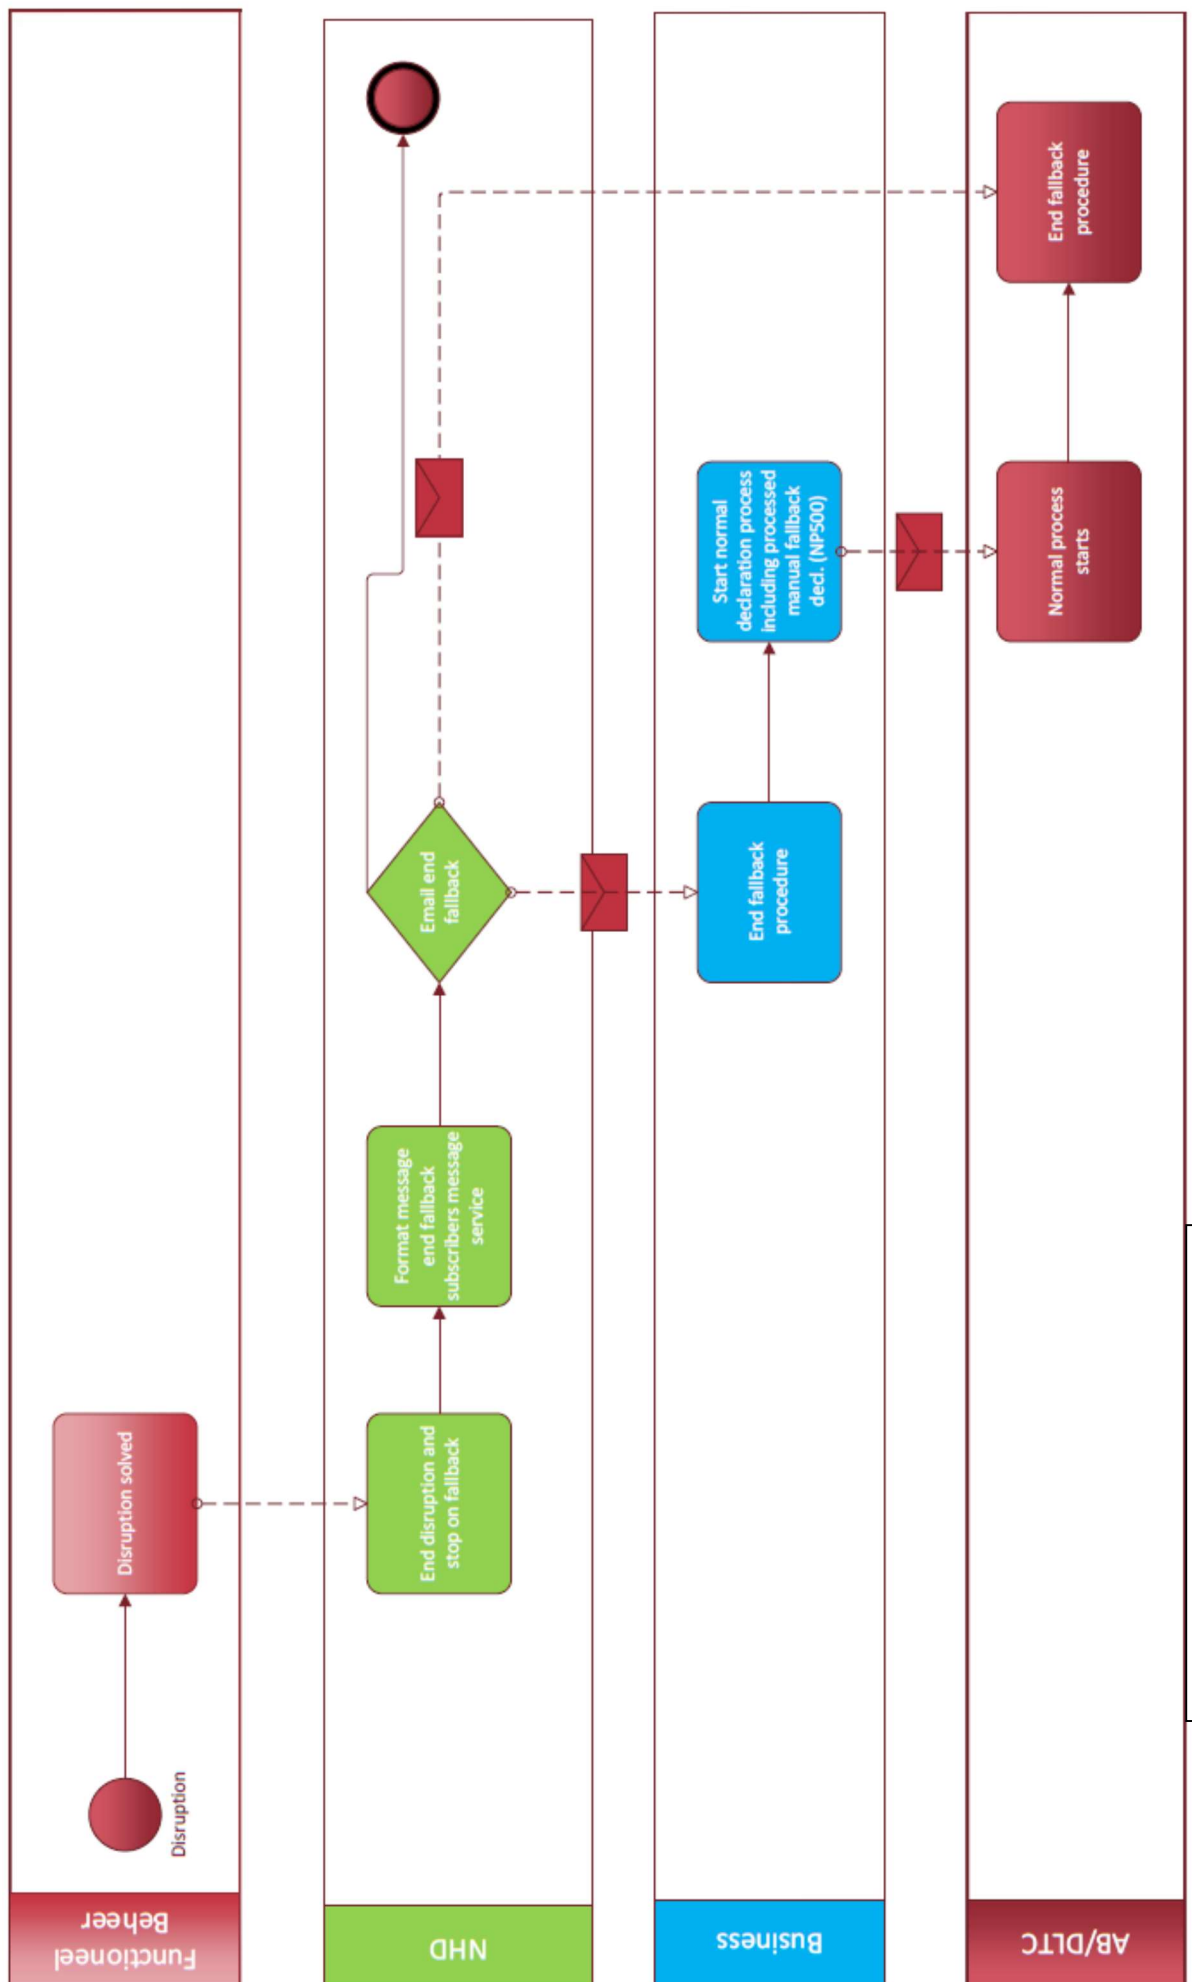 Functioneel
Beheer
Disruption
Disruption solved
NHD
End disruption and
stop on fallback
Format message
end fallback
subscribers message
service
Email end
fallback
Business
End fallback
procedure
Start normal
declaration process
including processed
manual fallback
decl. (NP500)
AB/DLTC
Normal process
starts
End fallback
procedure